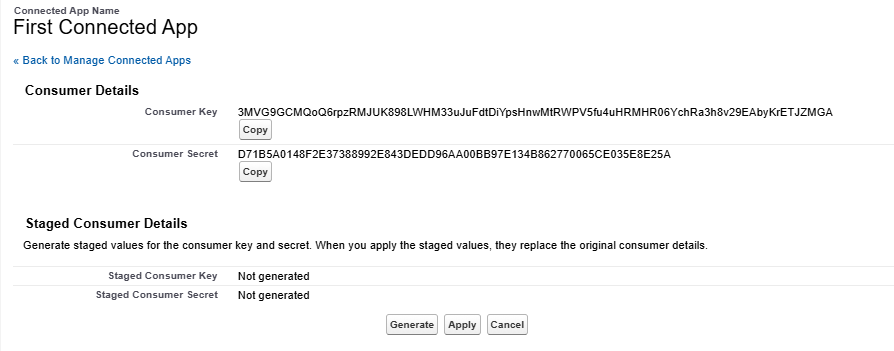 Connected App Name
First Connected App
« Back to Manage Connected Apps
Consumer Details
Consumer Key 3MVG9GCMQoQ6rpzRMJUK898LWHM33uJuFdtDiYpsHnwMtRWPV5fu4uHRMHR06YchRa3h8v29EAbyKrETJZMGA
Copy
Consumer Secret D71B5A0148F2E37388992E843DEDD96AA00BB97E134B862770065CE035E8E25A
Copy
Staged Consumer Details
Generate staged values for the consumer key and secret. When you apply the staged values, they replace the original consumer details.
Staged Consumer Key Not generated
Staged Consumer Secret Not generated
Generate Apply Cancel